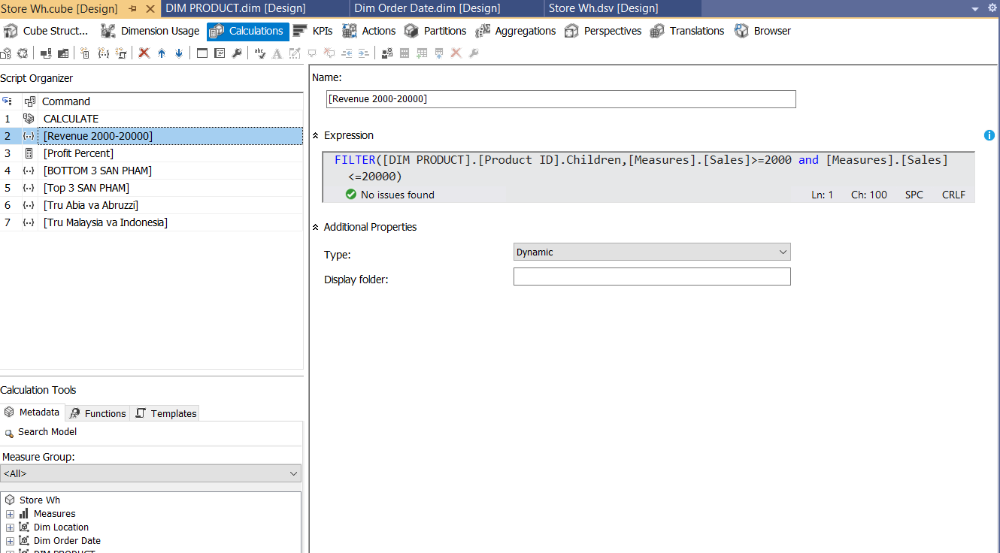 Store Wh.cube [Design] DIM PRODUCT.dim [Design] Dim Order Date.dim [Design] Store Wh.dsv [Design]
Cube Struct... Dimension Usage Calculations KPIs Actions Partitions Aggregations Perspectives Translations Browser
Script Organizer
Command
1 CALCULATE
2 [Revenue 2000-20000]
3 [Profit Percent]
4 [BOTTOM 3 SAN PHAM]
5 [Top 3 SAN PHAM]
6 [Tru Abia va Abruzzi]
7 [Tru Malaysia va Indonesia]
Calculation Tools
Metadata Functions Templates
Search Model
Measure Group:
<All>
Store Wh
Measures
Dim Location
Dim Order Date
DIM PRODUCT
Name:
[Revenue 2000-20000]
Expression
FILTER([DIM PRODUCT].[Product ID].Children,[Measures].[Sales]>=2000 and [Measures].[Sales]
<=20000)
No issues found Ln: 1 Ch: 100 SPC CRLF
Additional Properties
Type: Dynamic
Display folder: